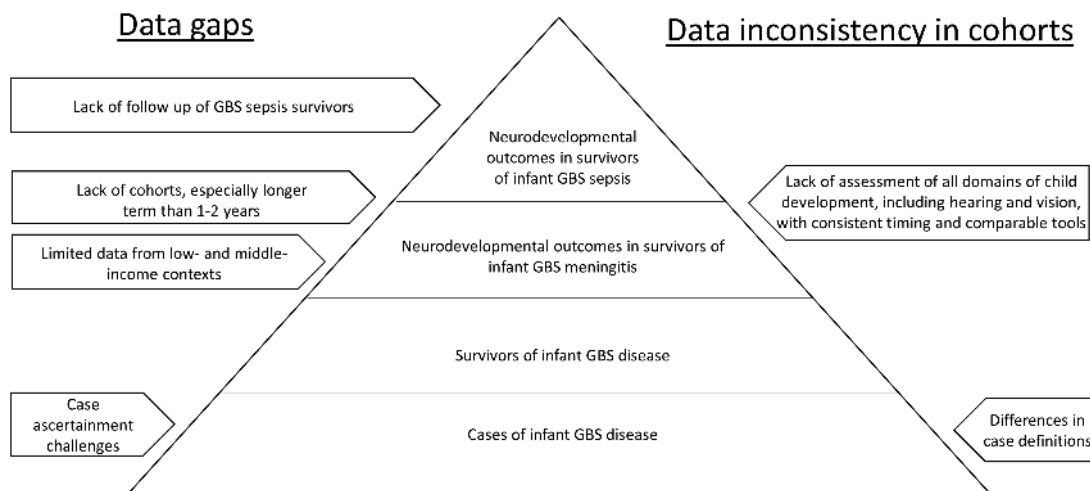 Data gaps
Data inconsistency in cohorts
Lack of follow up of GBS sepsis survivors
Neurodevelopmental
outcomes in survivors
of infant GBS sepsis
Lack of cohorts, especially longer
term than 1-2 years
Lack of assessment of all domains of child
development, including hearing and vision,
with consistent timing and comparable tools
Limited data from low- and middle-
income contexts
Neurodevelopmental outcomes in survivors of
infant GBS meningitis
Survivors of infant GBS disease
Case
ascertainment
challenges
Cases of infant GBS disease
Differences in
case definitions